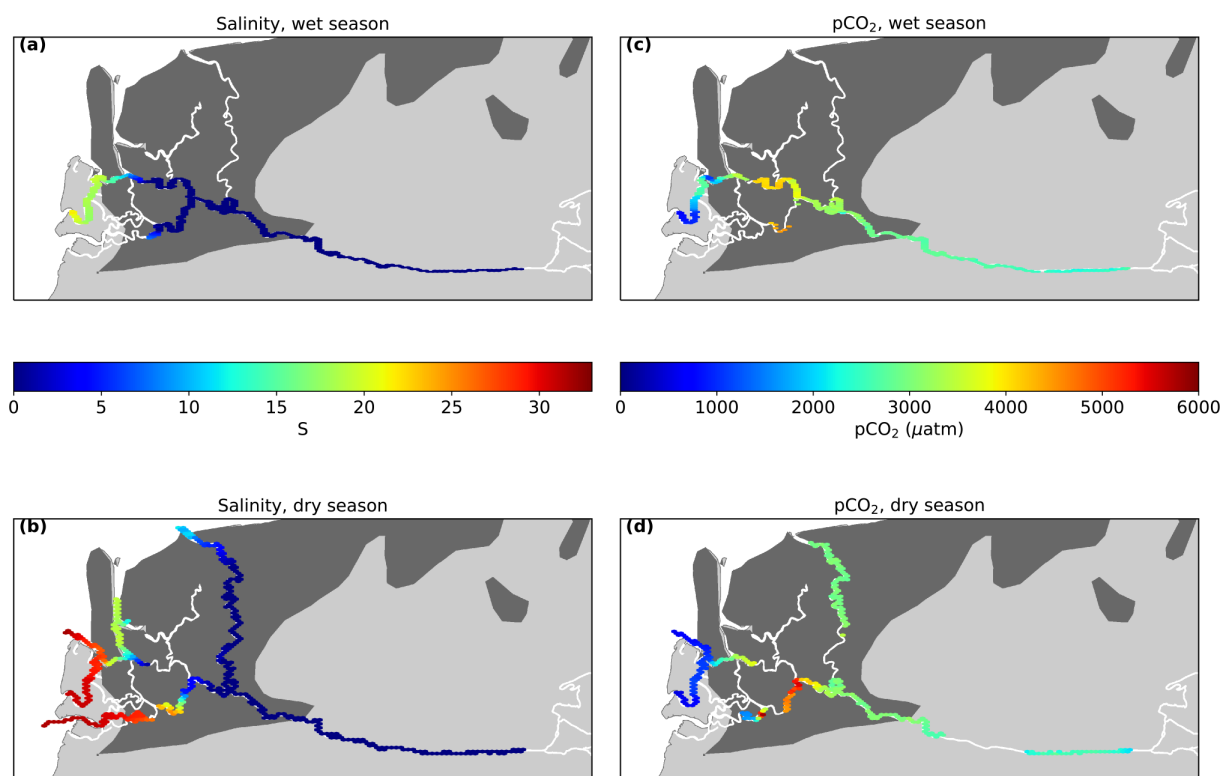 Salinity, wet season
(a)
pCO₂, wet season
(c)
0 5 10 15 20 25 30
S
0 1000 2000 3000 4000 5000 6000
pCO₂ (μatm)
Salinity, dry season
(b)
pCO₂, dry season
(d)